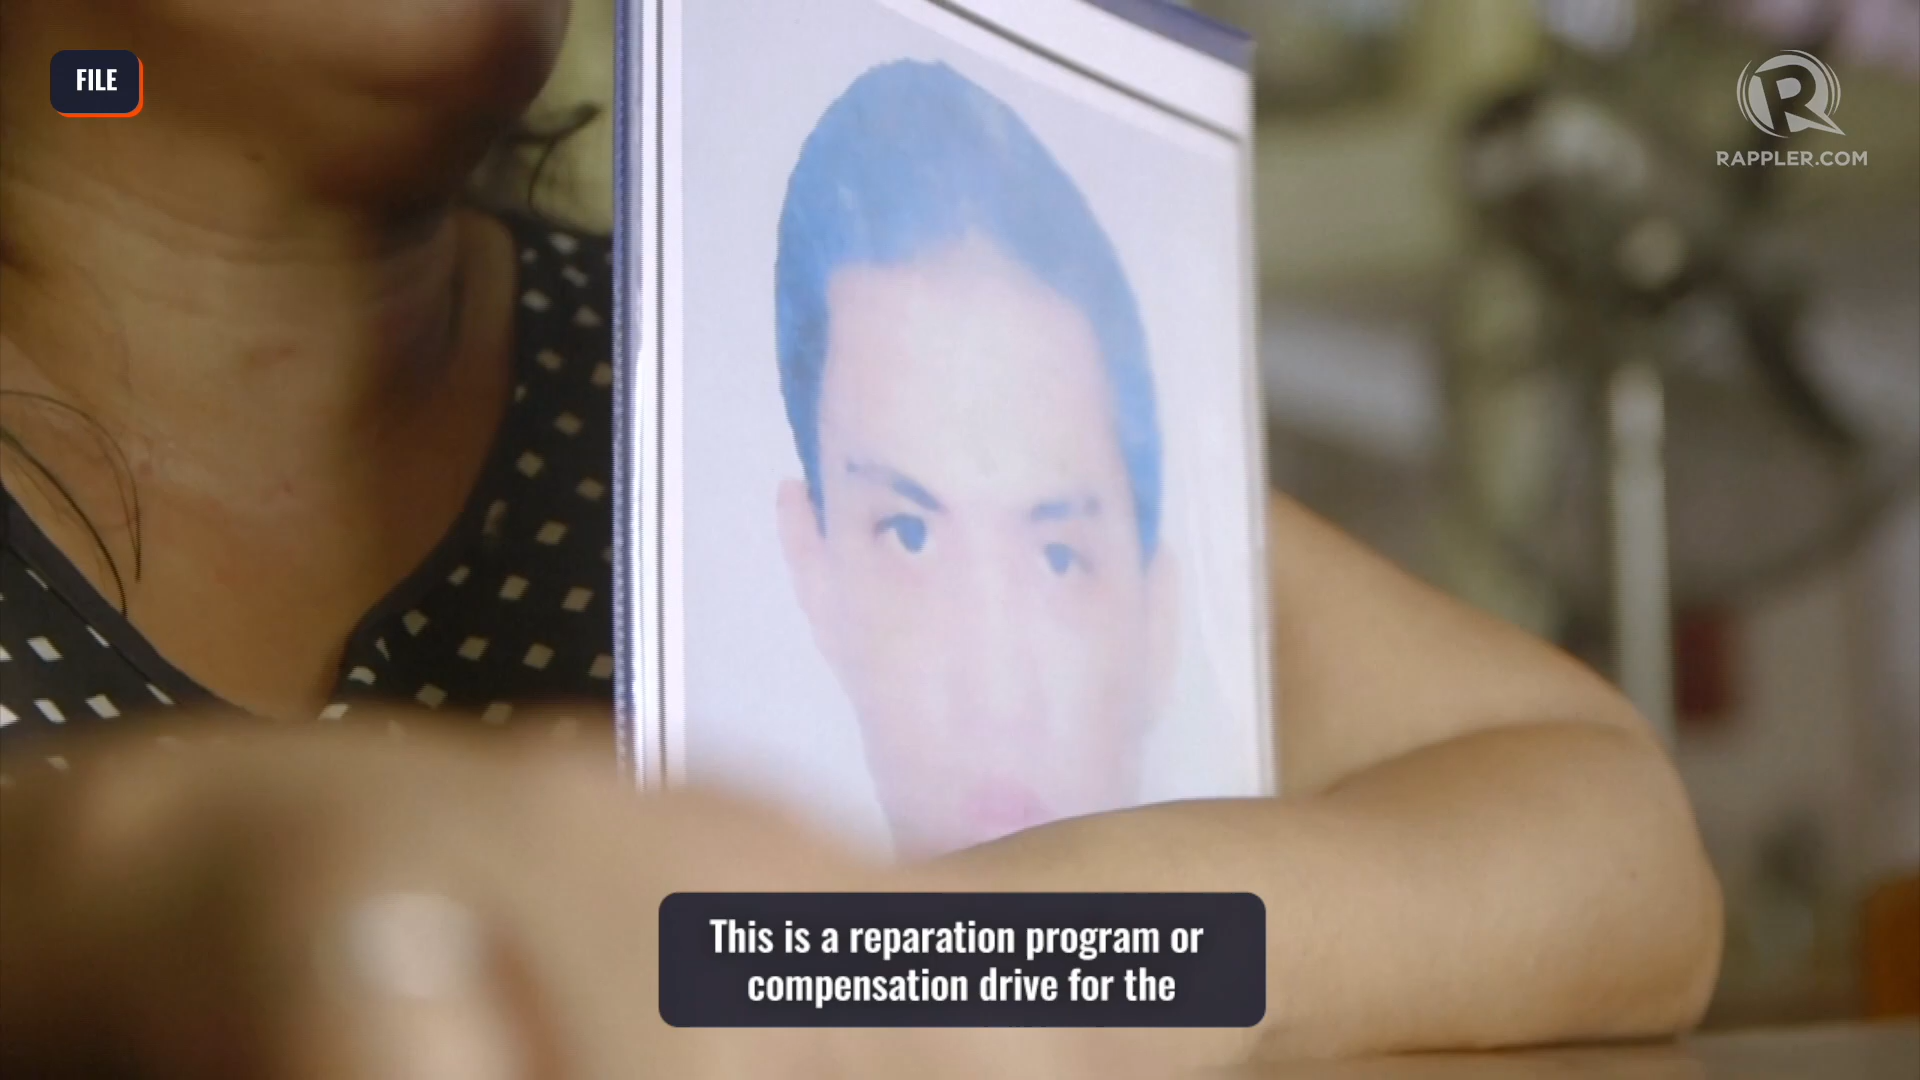 FILE
RAPPLER.COM
This is a reparation program or
compensation drive for the